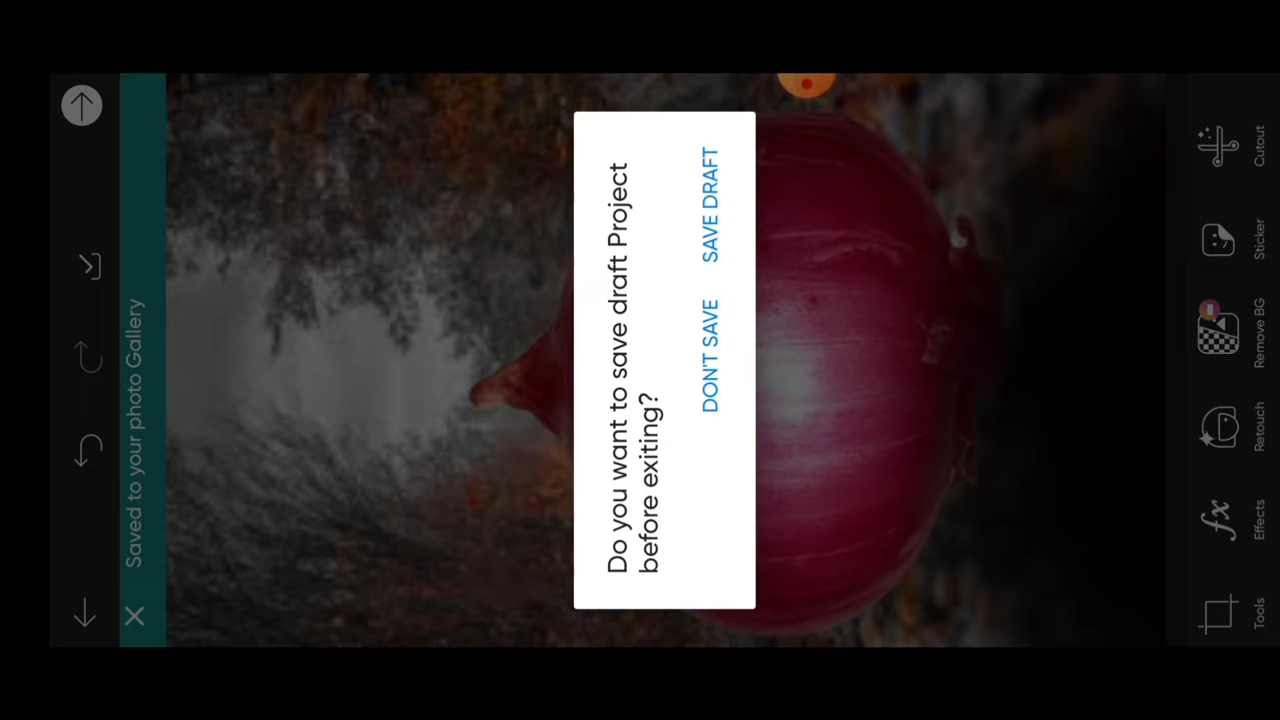 Saved to your photo Gallery
Do you want to save draft Project
before exiting?
DON'T SAVE
SAVE DRAFT
Tools
fx
Effects
Retouch
Remove BG
Sticker
Cutout